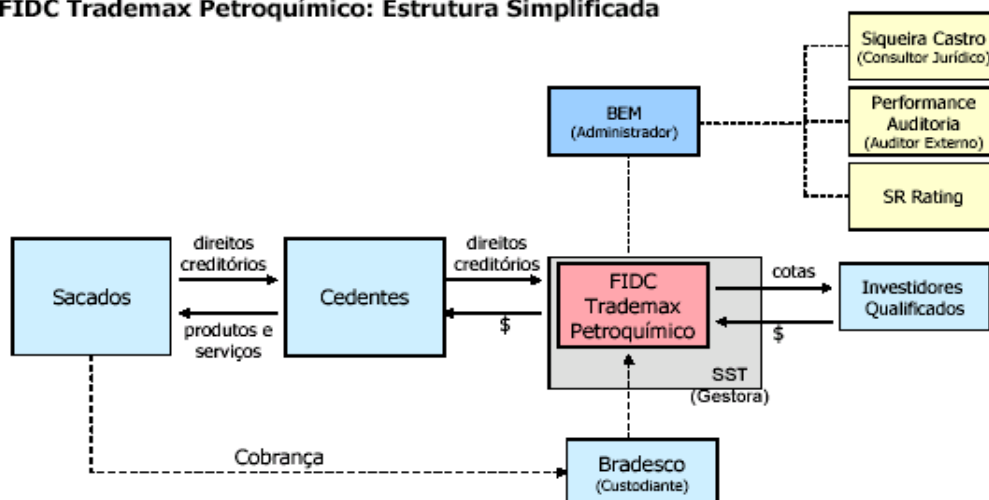 FIDC Trademax Petroquímico: Estrutura Simplificada
Siqueira Castro
(Consultor Jurídico)
BEM
(Administrador)
Performance
Auditoria
(Auditor Externo)
SR Rating
Sacados
direitos
creditórios
produtos e
serviços
Cedentes
direitos
creditórios
$
FIDC
Trademax
Petroquímico
SST
(Gestora)
cotas
$
Investidores
Qualificados
Cobrança
Bradesco
(Custodiante)